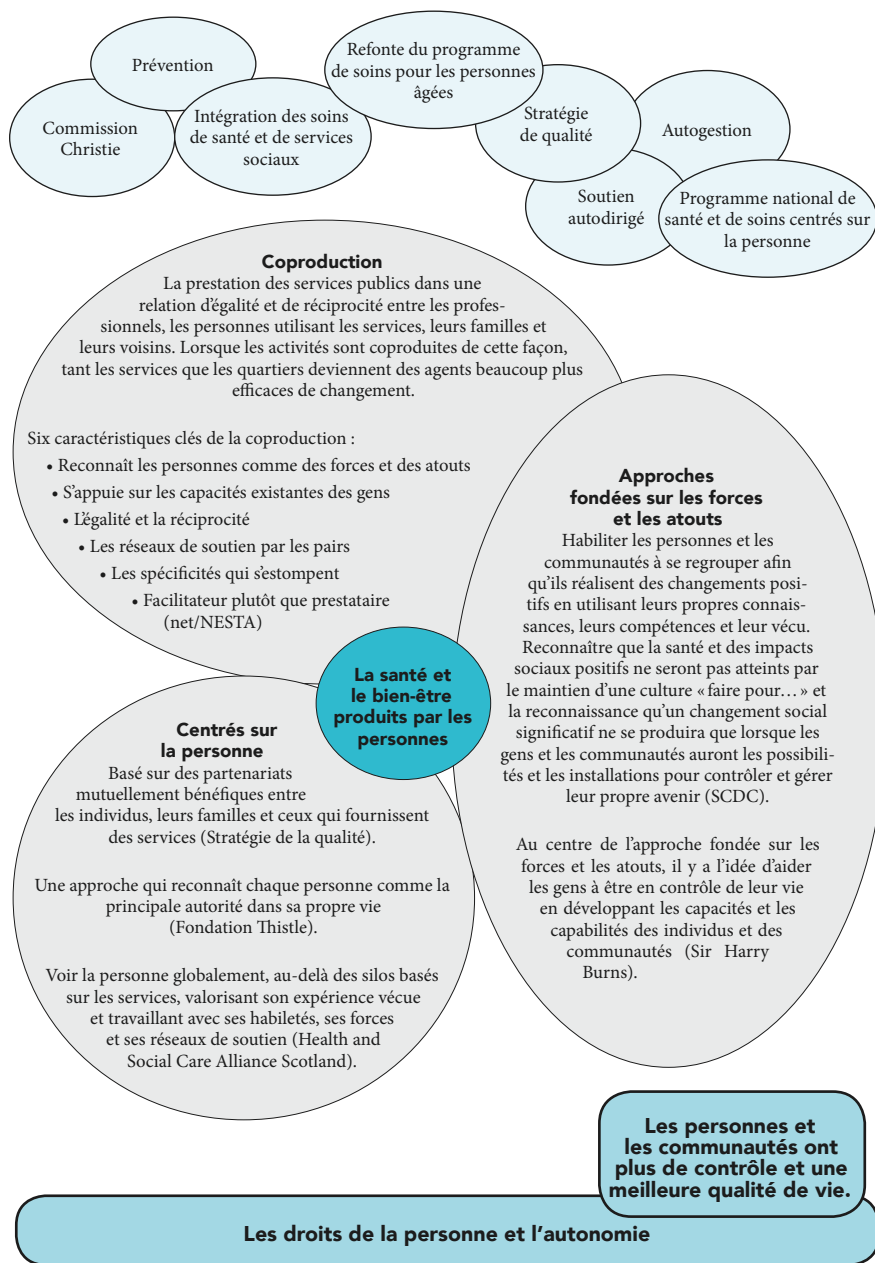 Prévention
Commission
Christie
Intégration des soins
de santé et de services
sociaux
Refonte du programme
de soins pour les personnes
âgées
Stratégie
de qualité
Autogestion
Soutien
autodirigé
Programme national de
santé et de soins centrés sur
la personne
Coproduction
La prestation des services publics dans une
relation d'égalité et de réciprocité entre les profes-
sionnels, les personnes utilisant les services, leurs familles et
leurs voisins. Lorsque les activités sont coproduites de cette façon,
tant les services que les quartiers deviennent des agents beaucoup plus
efficaces de changement.
Six caractéristiques clés de la coproduction :
• Reconnaît les personnes comme des forces et des atouts
• S'appuie sur les capacités existantes des gens
• L'égalité et la réciprocité
• Les réseaux de soutien par les pairs
• Les spécificités qui s'estompent
• Facilitateur plutôt que prestataire
(net/NESTA)
Approches
fondées sur les forces
et les atouts
Habiliter les personnes et les
communautés à se regrouper afin
qu'ils réalisent des changements posi-
tifs en utilisant leurs propres connais-
sances, leurs compétences et leur vécu.
Reconnaître que la santé et des impacts
sociaux positifs ne seront pas atteints par
le maintien d'une culture « faire pour… » et
la reconnaissance qu'un changement social
significatif ne se produira que lorsque les
gens et les communautés auront les possibili-
tés et les installations pour contrôler et gérer
leur propre avenir (SCDC).
Au centre de l'approche fondée sur les
forces et les atouts, il y a l'idée d'aider
les gens à être en contrôle de leur vie
en développant les capacités et les
capabilités des individus et des
communautés (Sir Harry
Burns).
La santé et
le bien-être
produits par les
personnes
Centrés sur
la personne
Basé sur des partenariats
mutuellement bénéfiques entre
les individus, leurs familles et ceux qui fournissent
des services (Stratégie de la qualité).
Une approche qui reconnaît chaque personne comme la
principale autorité dans sa propre vie
(Fondation Thistle).
Voir la personne globalement, au-delà des silos basés
sur les services, valorisant son expérience vécue
et travaillant avec ses habiletés, ses forces
et ses réseaux de soutien (Health and
Social Care Alliance Scotland).
Les personnes et
les communautés ont
plus de contrôle et une
meilleure qualité de vie.
Les droits de la personne et l'autonomie